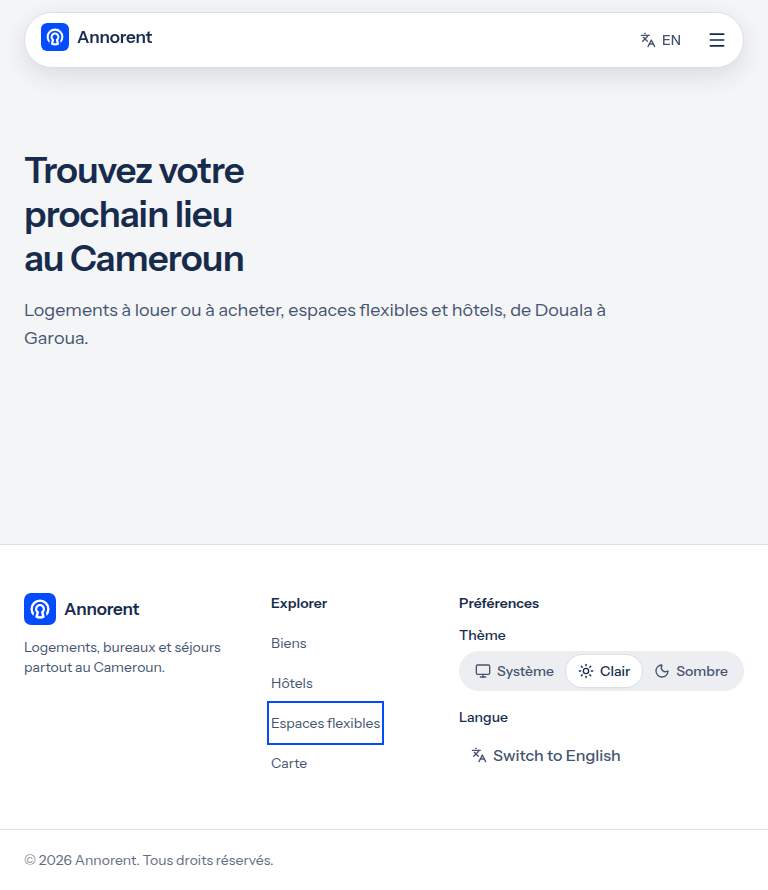 Annorent
EN
Trouvez votre
prochain lieu
au Cameroun
Logements à louer ou à acheter, espaces flexibles et hôtels, de Douala à
Garoua.
Annorent
Logements, bureaux et séjours
partout au Cameroun.
Explorer
Biens
Hôtels
Espaces flexibles
Carte
Préférences
Thème
Système
Clair
Sombre
Langue
Switch to English
© 2026 Annorent. Tous droits réservés.